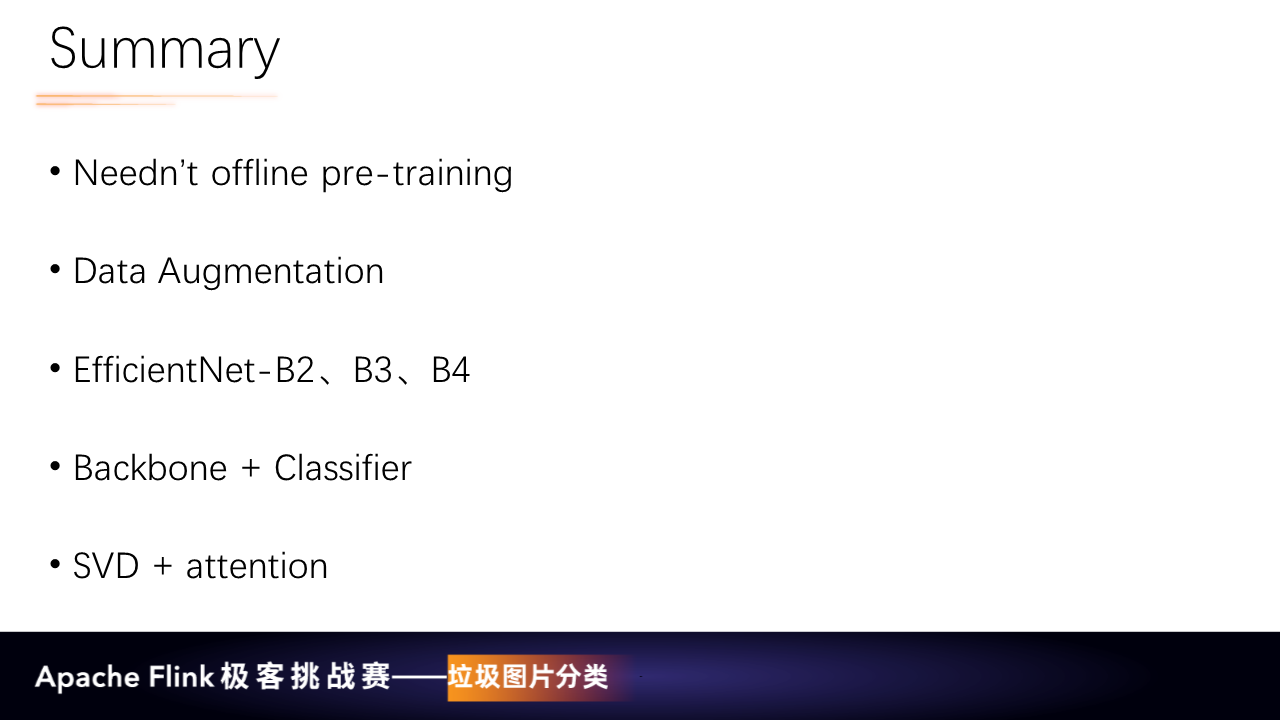 Summary
• Needn’t offline pre-training
• Data Augmentation
• EfficientNet-B2、B3、B4
• Backbone + Classifier
• SVD + attention
Apache Flink 极客挑战赛——垃圾图片分类